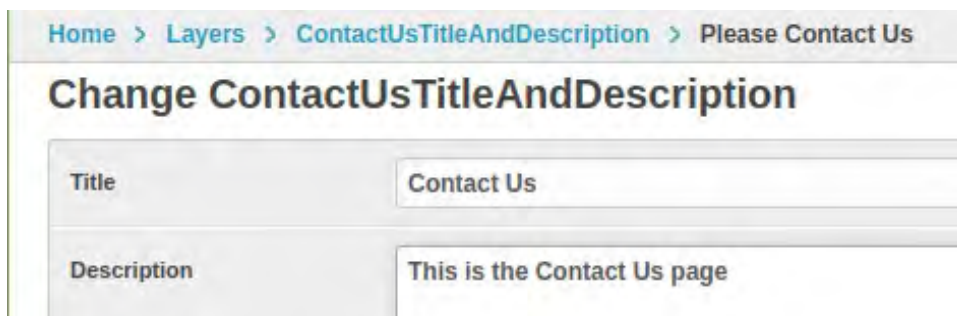 Home > Layers > ContactUsTitleAndDescription > Please Contact Us
Change ContactUsTitleAndDescription
Title Contact Us
Description This is the Contact Us page